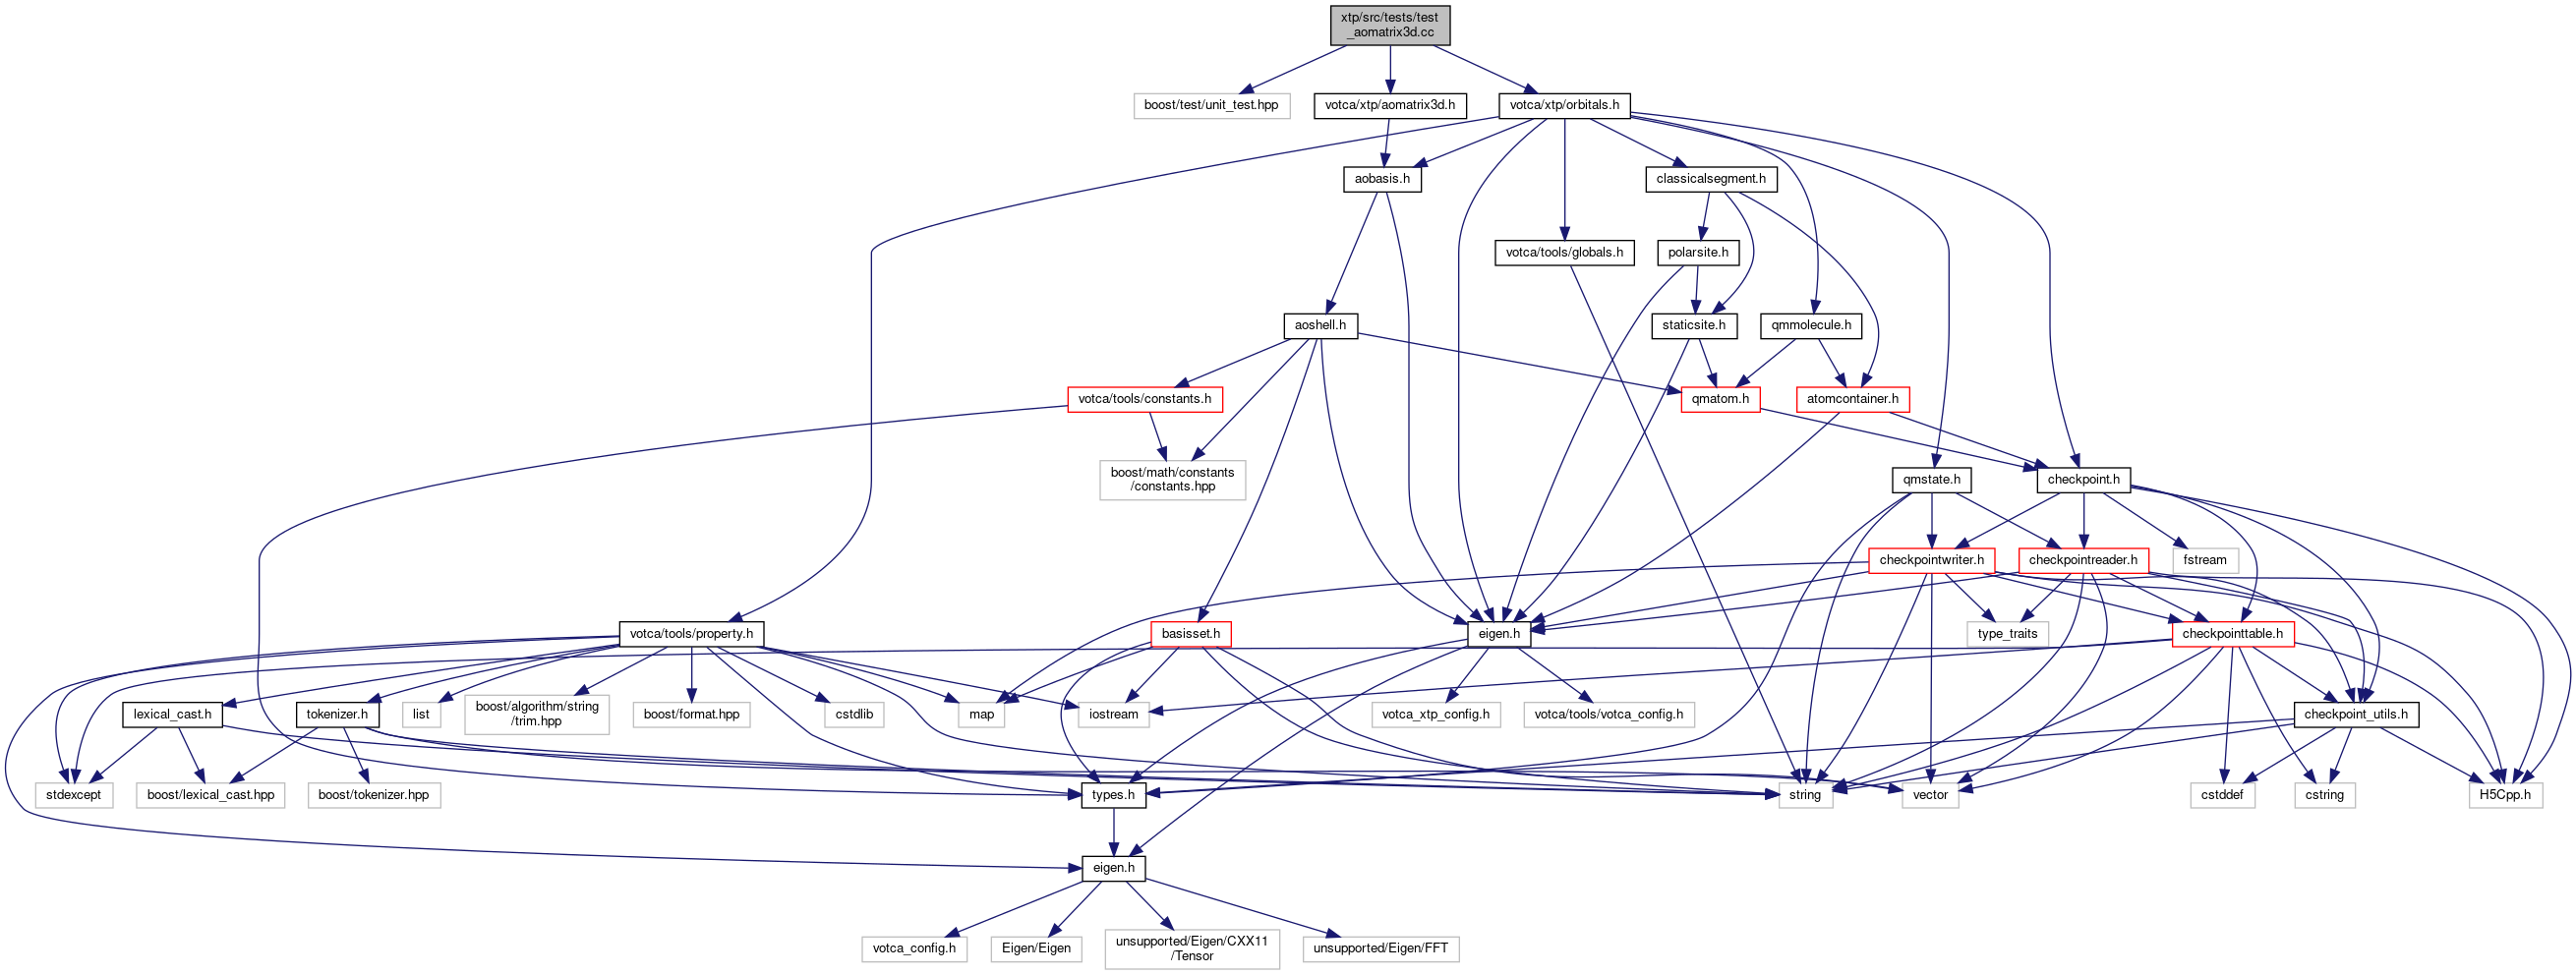 xtp/src/tests/test
_aomatrix3d.cc
boost/test/unit_test.hpp
votca/xtp/aomatrix3d.h
votca/xtp/orbitals.h
aobasis.h
classicalsegment.h
votca/tools/globals.h
polarsite.h
aoshell.h
staticsite.h
qmmolecule.h
votca/tools/constants.h
qmatom.h
atomcontainer.h
boost/math/constants
/constants.hpp
qmstate.h
checkpoint.h
checkpointwriter.h
checkpointreader.h
fstream
votca/tools/property.h
basisset.h
eigen.h
type_traits
checkpointtable.h
lexical_cast.h
tokenizer.h
list
boost/algorithm/string
/trim.hpp
boost/format.hpp
cstdlib
map
iostream
votca_xtp_config.h
votca/tools/votca_config.h
checkpoint_utils.h
stdexcept
boost/lexical_cast.hpp
boost/tokenizer.hpp
types.h
string
vector
cstddef
cstring
H5Cpp.h
eigen.h
votca_config.h
Eigen/Eigen
unsupported/Eigen/CXX11
/Tensor
unsupported/Eigen/FFT